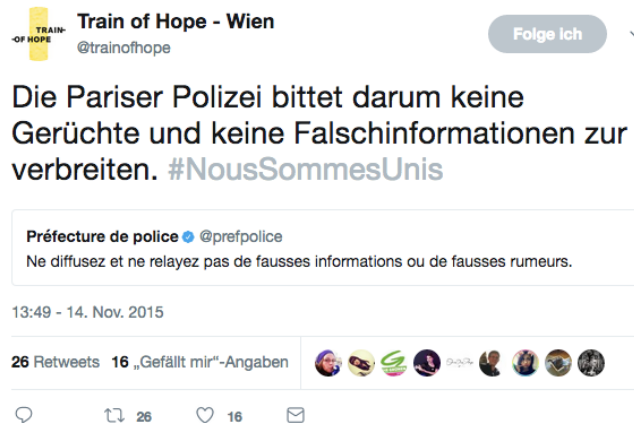 TRAIN-
-OF HOPE
Train of Hope - Wien
@trainofhope
Folge ich
Die Pariser Polizei bittet darum keine
Gerüchte und keine Falschinformationen zur
verbreiten. #NousSommesUnis
Préfecture de police @prefpolice
Ne diffusez et ne relayez pas de fausses informations ou de fausses rumeurs.
13:49 - 14. Nov. 2015
26 Retweets 16 „Gefällt mir“-Angaben
26 16